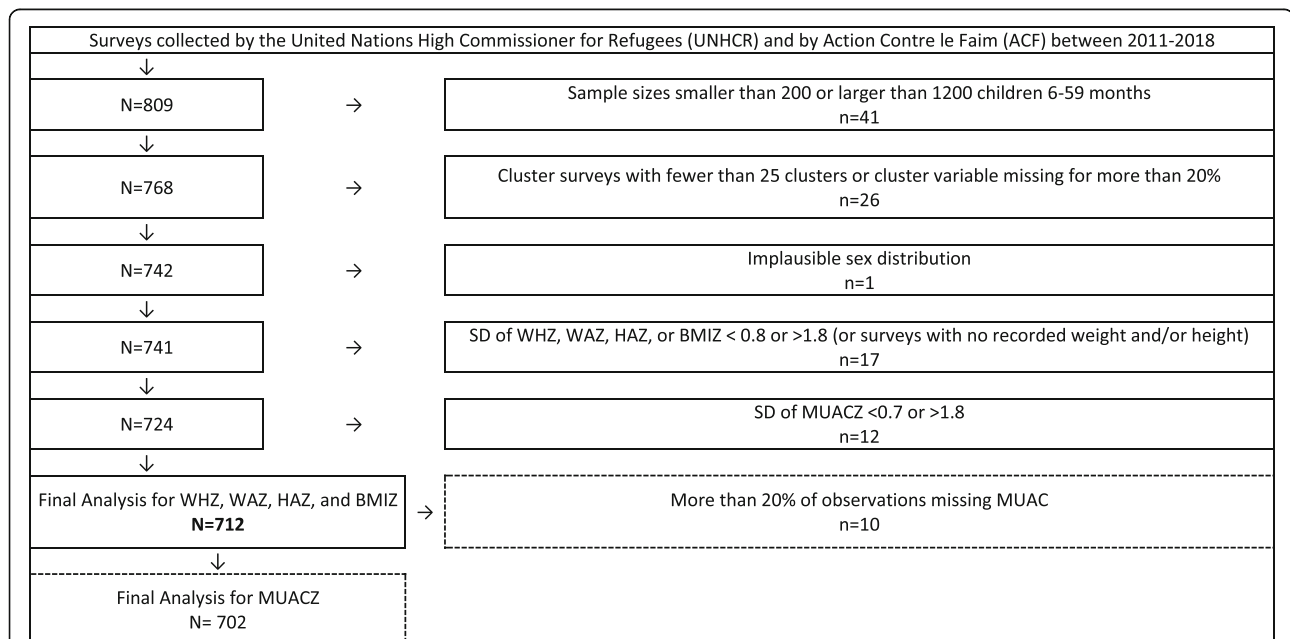 Surveys collected by the United Nations High Commissioner for Refugees (UNHCR) and by Action Contre le Faim (ACF) between 2011-2018
↓
N=809
→
Sample sizes smaller than 200 or larger than 1200 children 6-59 months
n=41
↓
N=768
→
Cluster surveys with fewer than 25 clusters or cluster variable missing for more than 20%
n=26
↓
N=742
→
Implausible sex distribution
n=1
↓
N=741
→
SD of WHZ, WAZ, HAZ, or BMIZ < 0.8 or >1.8 (or surveys with no recorded weight and/or height)
n=17
↓
N=724
→
SD of MUACZ <0.7 or >1.8
n=12
↓
Final Analysis for WHZ, WAZ, HAZ, and BMIZ
N=712
→
More than 20% of observations missing MUAC
n=10
↓
Final Analysis for MUACZ
N= 702